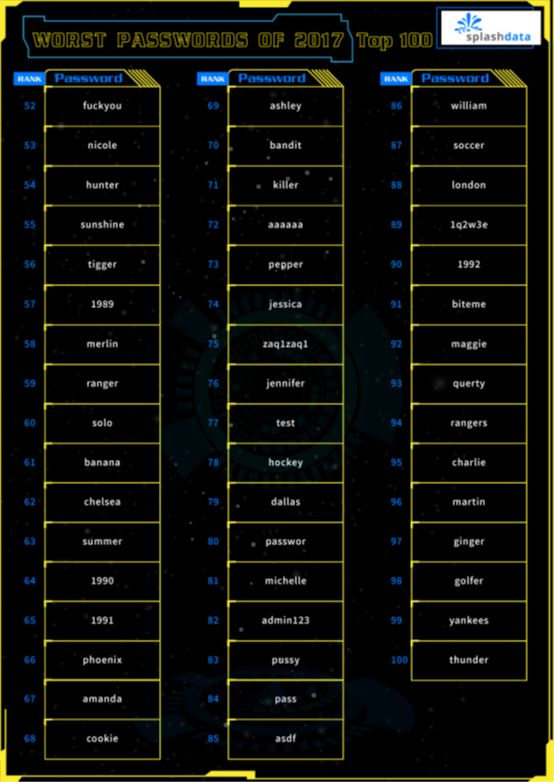 WORST PASSWORDS OF 2017 Top 100
splashdata
RANK Password
52 fuckyou
53 nicole
54 hunter
55 sunshine
56 tigger
57 1989
58 merlin
59 ranger
60 solo
61 banana
62 chelsea
63 summer
64 1990
65 1991
66 phoenix
67 amanda
68 cookie
RANK Password
69 ashley
70 bandit
71 killer
72 aaaaaa
73 pepper
74 jessica
75 zaq1zaq1
76 jennifer
77 test
78 hockey
79 dallas
80 passwor
81 michelle
82 admin123
83 pussy
84 pass
85 asdf
RANK Password
86 william
87 soccer
88 london
89 1q2w3e
90 1992
91 biteme
92 maggie
93 querty
94 rangers
95 charlie
96 martin
97 ginger
98 golfer
99 yankees
100 thunder